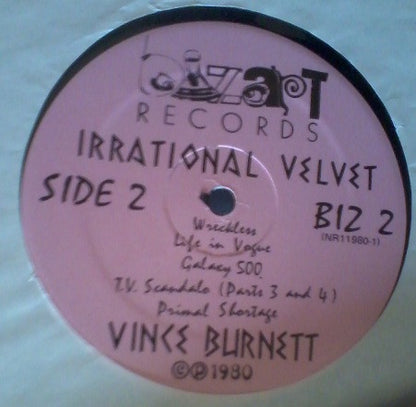 bizart
RECORDS
IRRATIONAL VELVET
SIDE 2
BIZ 2
(NR11980-1)
Wreckless
Life in Vogue
Galaxy 500
T.V. Scandalo (Parts 3 and 4)
Primal Shortage
VINCE BURNETT
©℗1980